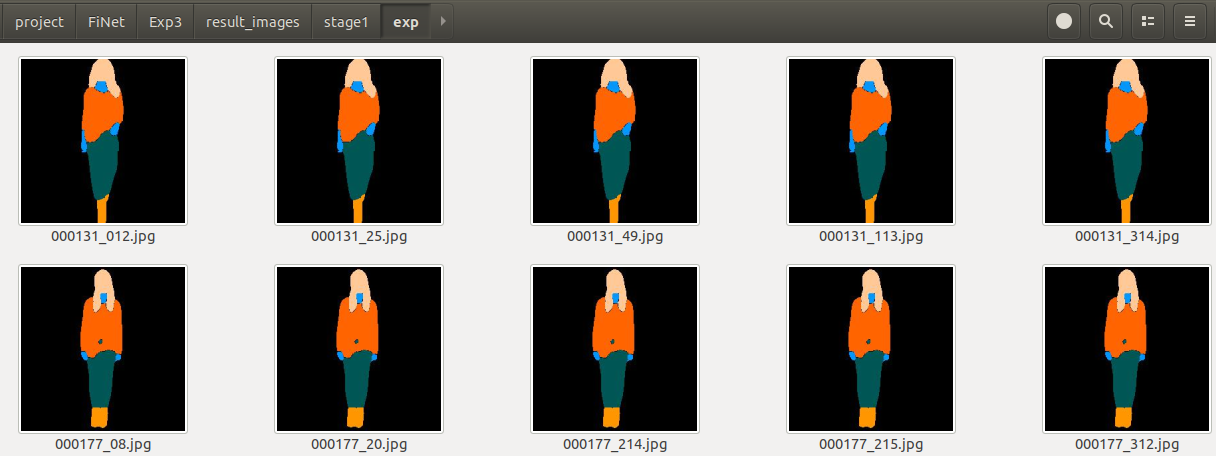 project FiNet Exp3 result_images stage1 exp
000131_012.jpg 000131_25.jpg 000131_49.jpg 000131_113.jpg 000131_314.jpg
000177_08.jpg 000177_20.jpg 000177_214.jpg 000177_215.jpg 000177_312.jpg